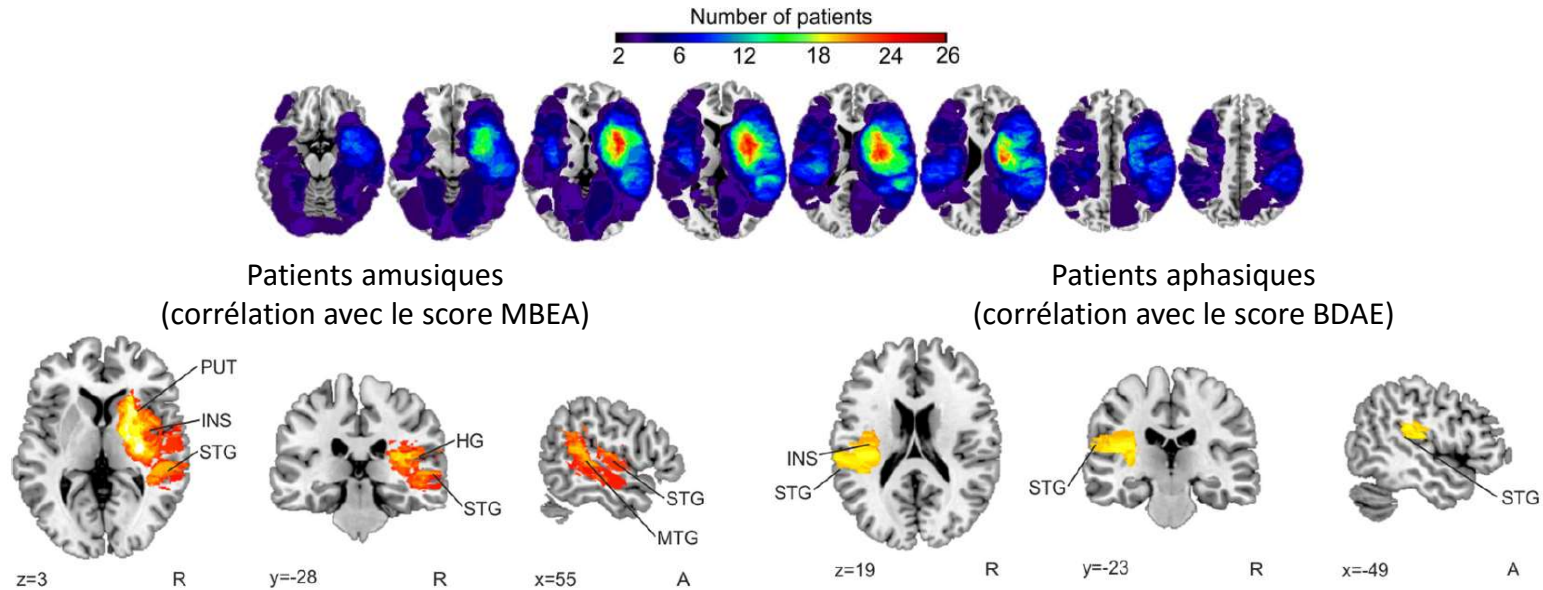 Number of patients
2 6 12 18 24 26
Patients amusiques
(corrélation avec le score MBEA)
Patients aphasiques
(corrélation avec le score BDAE)
PUT
INS
STG
HG
STG
STG
MTG
INS
STG
STG
STG
z=3 R y=-28 R x=55 A
z=19 R y=-23 R x=-49 A